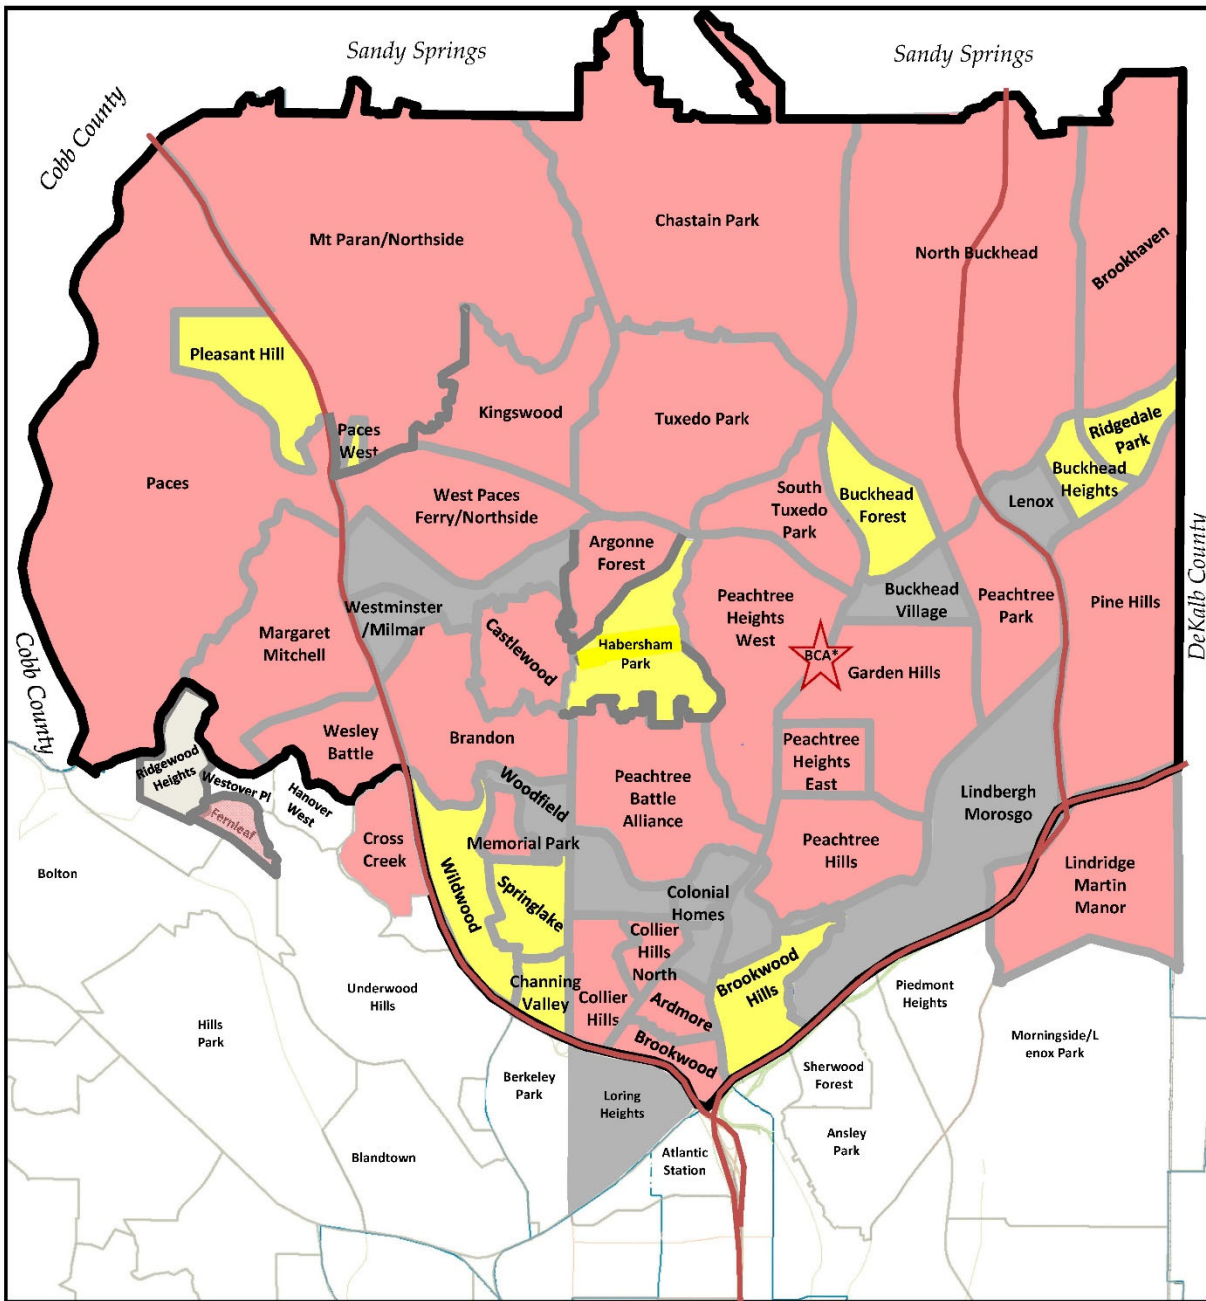 Sandy Springs
Sandy Springs
Cobb County
Chastain Park
Mt Paran/Northside
North Buckhead
Brookhaven
Pleasant Hill
Kingswood
Tuxedo Park
Paces
West
Ridgedale
Park
Buckhead
Heights
Paces
West Paces
Ferry/Northside
South
Tuxedo
Park
Buckhead
Forest
Lenox
DeKalb County
Argonne
Forest
Westminster
/Milmar
Peachtree
Heights
West
Buckhead
Village
Peachtree
Park
Pine Hills
Margaret
Mitchell
Castlewood
Habersham
Park
BCA*
Garden Hills
Cobb County
Wesley
Battle
Brandon
Peachtree
Heights
East
Ridgewood
Heights
Westover Pl
Hanover
West
Fernleaf
Woodfield
Peachtree
Battle
Alliance
Lindbergh
Morosgo
Cross
Creek
Memorial Park
Peachtree
Hills
Bolton
Wildwood
Springlake
Colonial
Homes
Lindridge
Martin
Manor
Collier
Hills
North
Channing
Valley
Collier
Hills
Ardmore
Brookwood
Hills
Brookwood
Underwood
Hills
Piedmont
Heights
Hills
Park
Morningside/L
enox Park
Berkeley
Park
Loring
Heights
Sherwood
Forest
Ansley
Park
Blandtown
Atlantic
Station